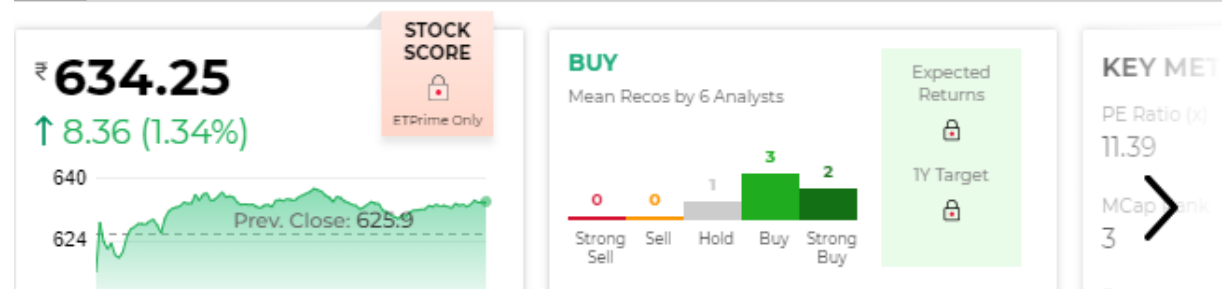 ₹634.25
↑ 8.36 (1.34%)
STOCK
SCORE
ETPrime Only
640
Prev. Close: 625.9
624
BUY
Mean Recos by 6 Analysts
0
0
1
3
2
Strong
Sell
Sell
Hold
Buy
Strong
Buy
Expected
Returns
1Y Target
KEY MET
PE Ratio (x)
11.39
MCap
3